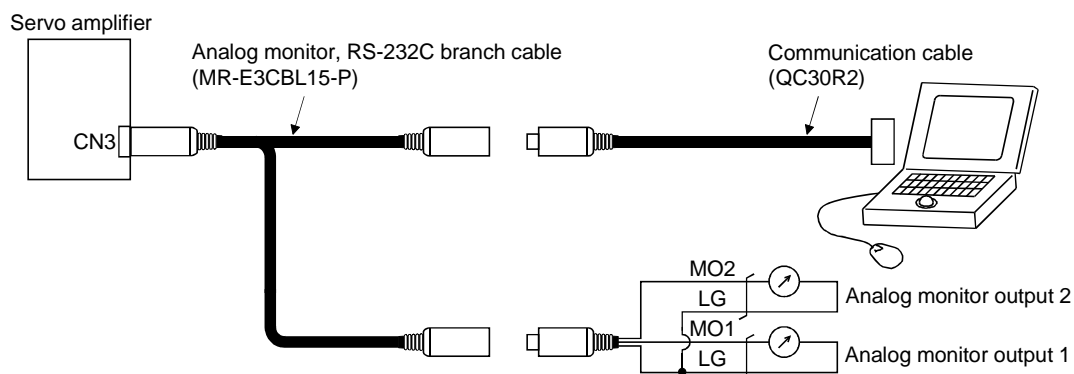 Servo amplifier
Analog monitor, RS-232C branch cable
(MR-E3CBL15-P)
Communication cable
(QC30R2)
CN3
MO2
LG
Analog monitor output 2
MO1
LG
Analog monitor output 1